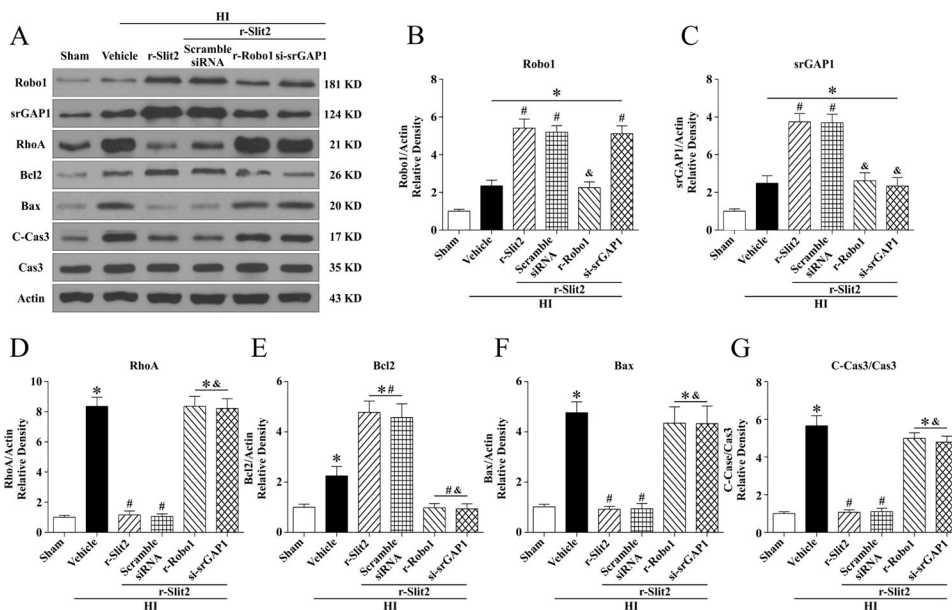 A
HI
r-Slit2
Sham Vehicle r-Slit2 Scramble siRNA r-Robo1 si-srGAP1
Robo1 181 KD
srGAP1 124 KD
RhoA 21 KD
Bcl2 26 KD
Bax 20 KD
C-Cas3 17 KD
Cas3 35 KD
Actin 43 KD
B
Robo1
Robo1/Actin
Relative Density
8
6
4
2
0
*
# # & #
Sham
Vehicle
r-Slit2
Scramble
siRNA
r-Robo1
si-srGAP1
r-Slit2
HI
C
srGAP1
srGAP1/Actin
Relative Density
*
# # & &
Sham
Vehicle
r-Slit2
Scramble
siRNA
r-Robo1
si-srGAP1
r-Slit2
HI
D
RhoA
RhoA/Actin
Relative Density
10
8
6
4
2
0
* # # * &
Sham
Vehicle
r-Slit2
Scramble
siRNA
r-Robo1
si-srGAP1
r-Slit2
HI
E
Bcl2
Bcl2/Actin
Relative Density
6
4
2
0
* * # # &
Sham
Vehicle
r-Slit2
Scramble
siRNA
r-Robo1
si-srGAP1
r-Slit2
HI
F
Bax
Bax/Actin
Relative Density
6
4
2
0
* # # * &
Sham
Vehicle
r-Slit2
Scramble
siRNA
r-Robo1
si-srGAP1
r-Slit2
HI
G
C-Cas3/Cas3
C-Case/Cas3
Relative Density
8
6
4
2
0
* # # * &
Sham
Vehicle
r-Slit2
Scramble
siRNA
r-Robo1
si-srGAP1
r-Slit2
HI